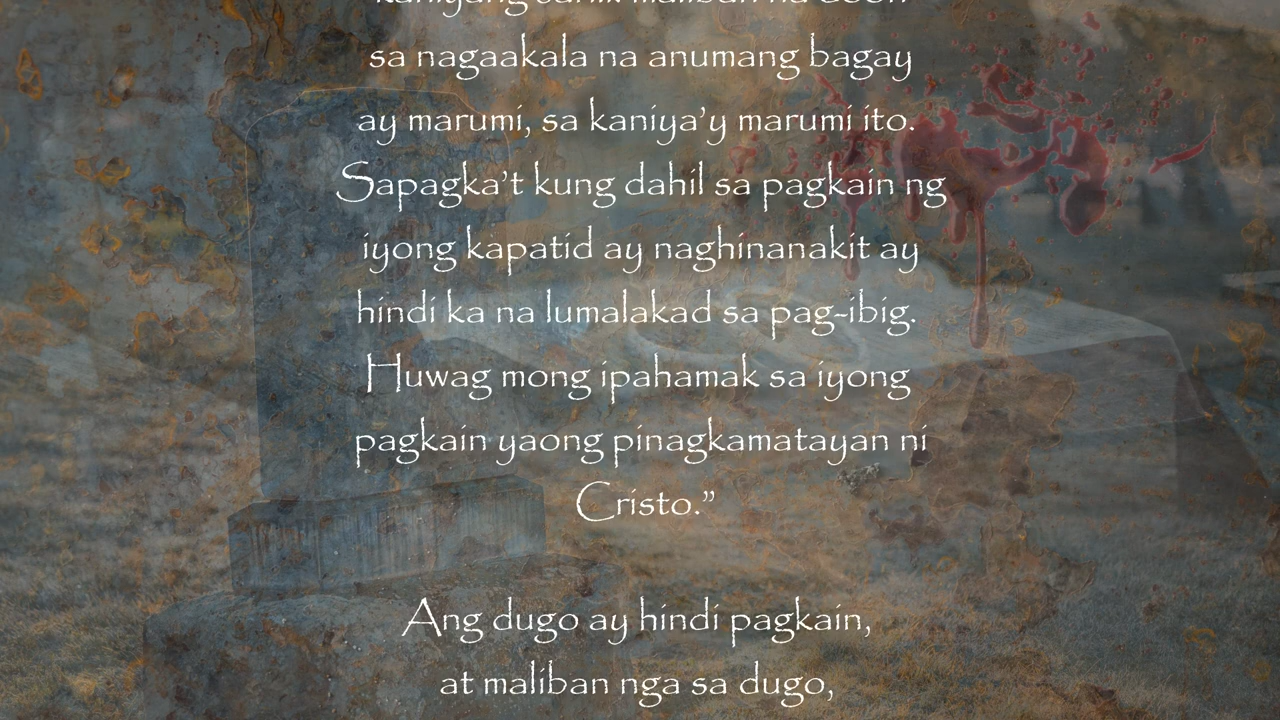 sa nagaakala na anumang bagay
ay marumi, sa kaniya’y marumi ito.
Sapagka’t kung dahil sa pagkain ng
iyong kapatid ay naghinanakit ay
hindi ka na lumalakad sa pag-ibig.
Huwag mong ipahamak sa iyong
pagkain yaong pinagkamatayan ni
Cristo.”
Ang dugo ay hindi pagkain,
at maliban nga sa dugo,